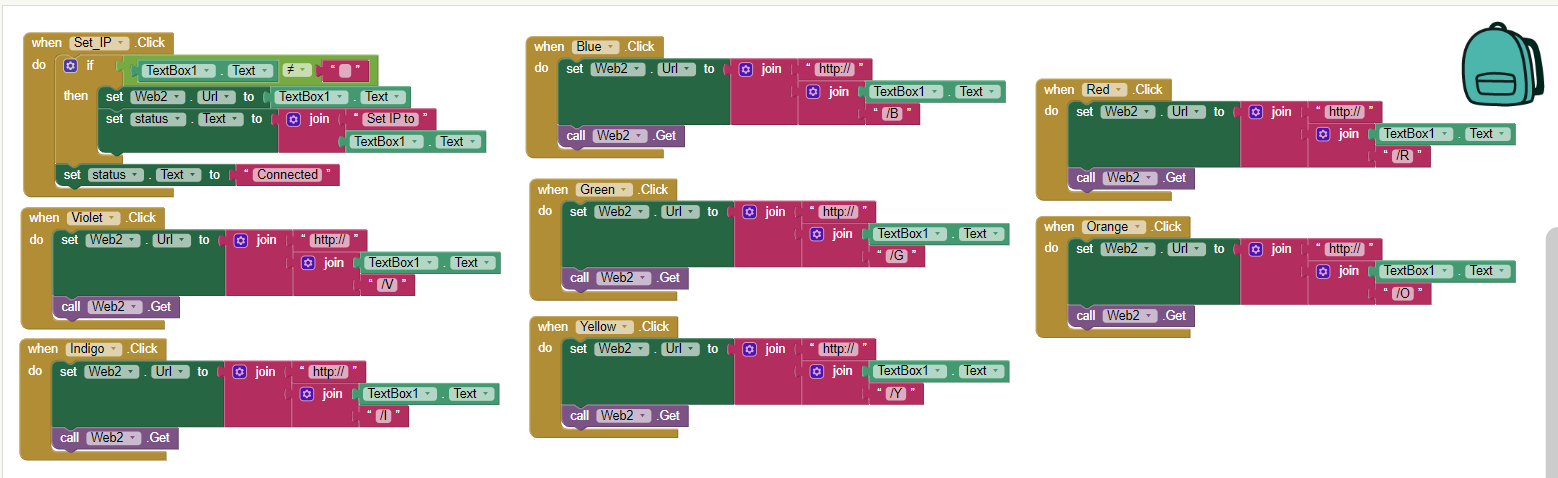 when Set_IP .Click
do if TextBox1 . Text ≠ “ ”
then set Web2 . Url to TextBox1 . Text
set status . Text to join “ Set IP to ”
TextBox1 . Text
set status . Text to “ Connected ”
when Violet .Click
do set Web2 . Url to join “ http:// ”
join TextBox1 . Text
“ /V ”
call Web2 .Get
when Indigo .Click
do set Web2 . Url to join “ http:// ”
join TextBox1 . Text
“ /I ”
call Web2 .Get
when Blue .Click
do set Web2 . Url to join “ http:// ”
join TextBox1 . Text
“ /B ”
call Web2 .Get
when Green .Click
do set Web2 . Url to join “ http:// ”
join TextBox1 . Text
“ /G ”
call Web2 .Get
when Yellow .Click
do set Web2 . Url to join “ http:// ”
join TextBox1 . Text
“ /Y ”
call Web2 .Get
when Red .Click
do set Web2 . Url to join “ http:// ”
join TextBox1 . Text
“ /R ”
call Web2 .Get
when Orange .Click
do set Web2 . Url to join “ http:// ”
join TextBox1 . Text
“ /O ”
call Web2 .Get